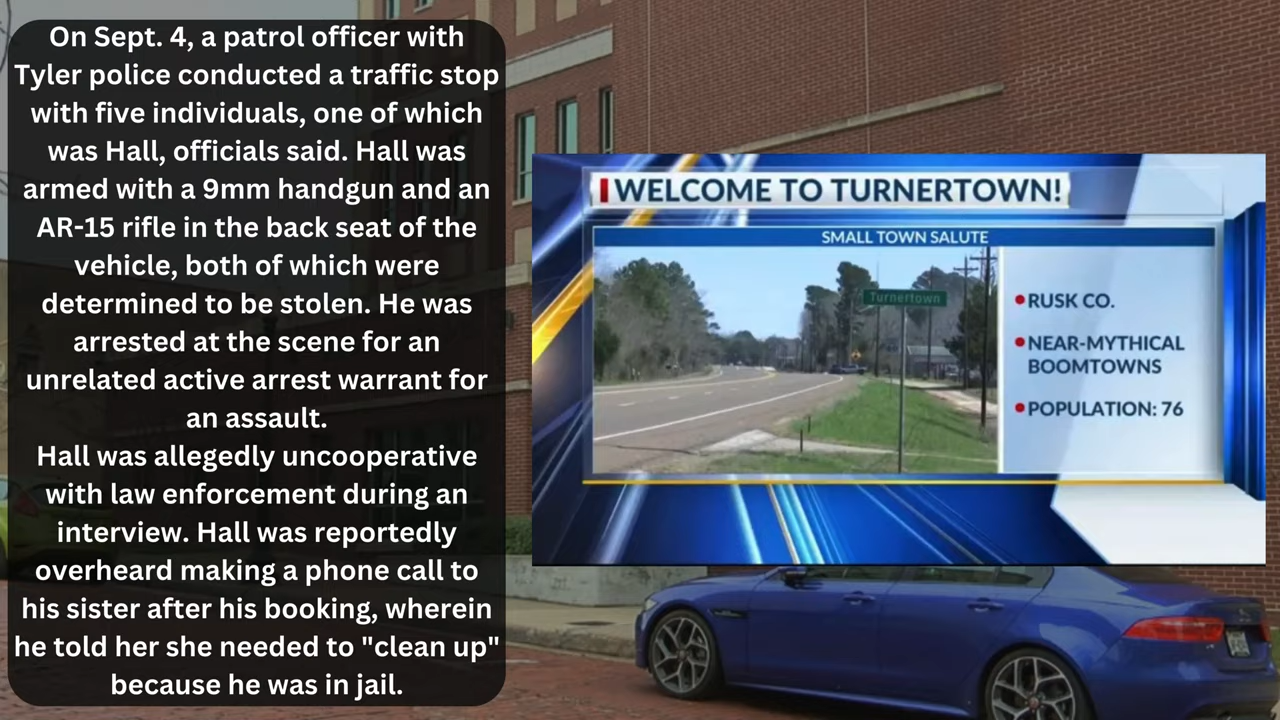 On Sept. 4, a patrol officer with
Tyler police conducted a traffic stop
with five individuals, one of which
was Hall, officials said. Hall was
armed with a 9mm handgun and an
AR-15 rifle in the back seat of the
vehicle, both of which were
determined to be stolen. He was
arrested at the scene for an
unrelated active arrest warrant for
an assault.
Hall was allegedly uncooperative
with law enforcement during an
interview. Hall was reportedly
overheard making a phone call to
his sister after his booking, wherein
he told her she needed to "clean up"
because he was in jail.
WELCOME TO TURNERTOWN!
SMALL TOWN SALUTE
Turnertown
RUSK CO.
NEAR-MYTHICAL
BOOMTOWNS
POPULATION: 76